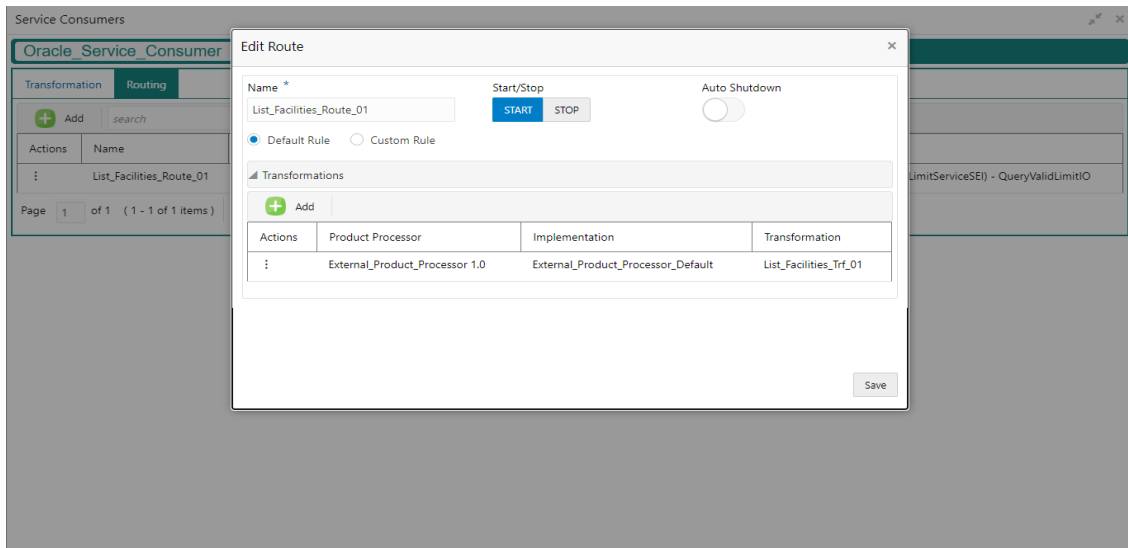 Service Consumers
Oracle_Service_Consumer
Transformation Routing
Add search
Actions Name
List_Facilities_Route_01 LimitServiceSEI) - QueryValidLimitIO
Page 1 of 1 ( 1 - 1 of 1 items )
Edit Route
Name * Start/Stop Auto Shutdown
List_Facilities_Route_01 START STOP
Default Rule Custom Rule
Transformations
Add
Actions Product Processor Implementation Transformation
External_Product_Processor 1.0 External_Product_Processor_Default List_Facilities_Trf_01
Save